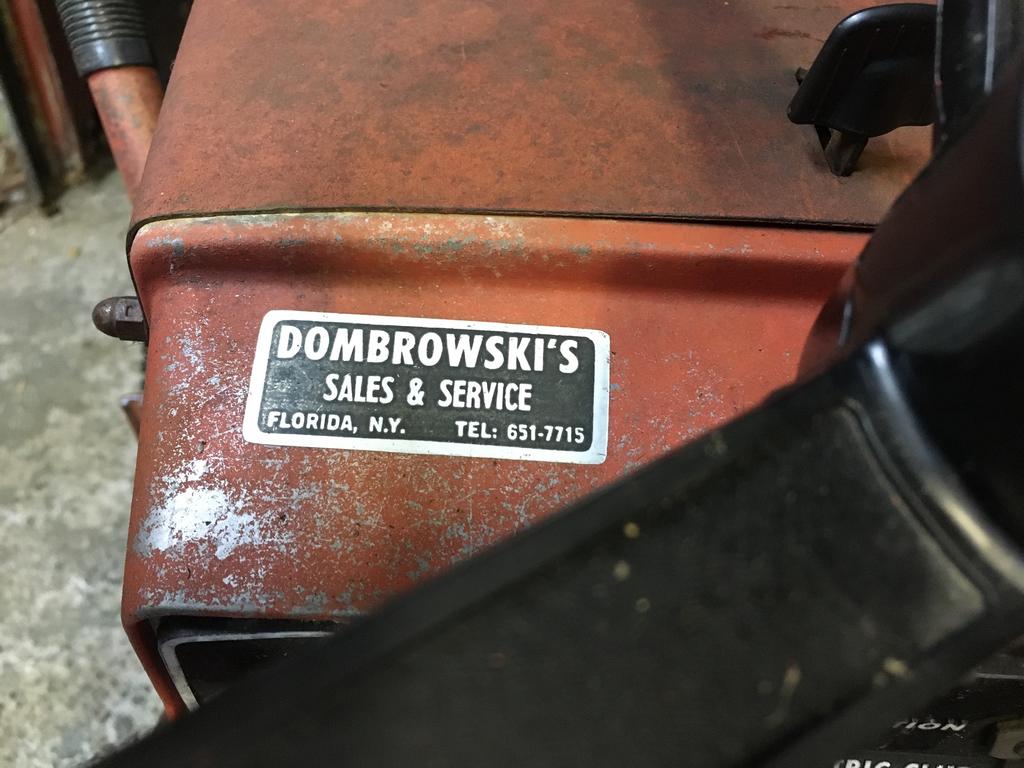 DOMBROWSKI'S
SALES & SERVICE
FLORIDA, N.Y. TEL: 651-7715